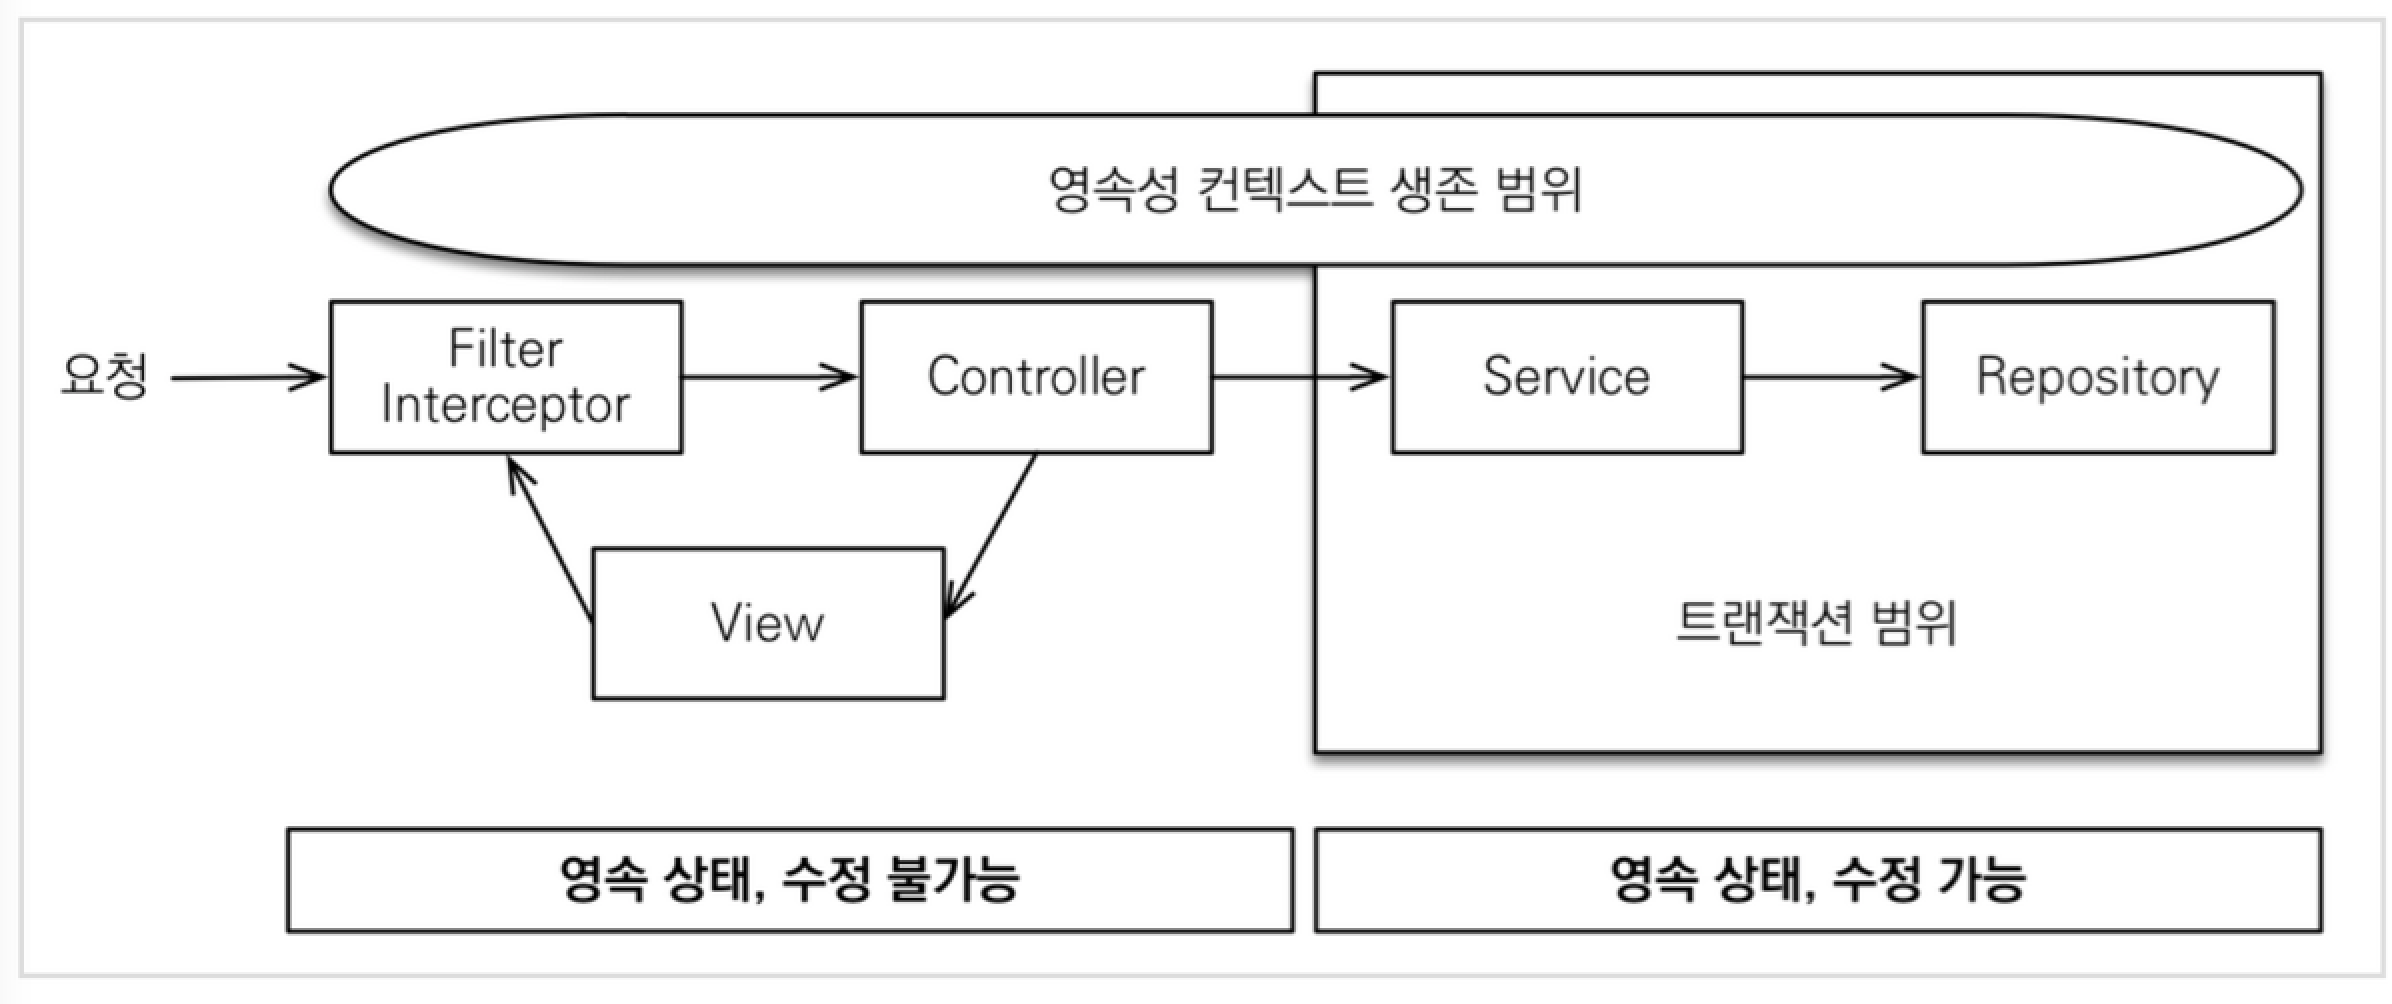 영속성 컨텍스트 생존 범위
요청
Filter
Interceptor
Controller
Service
Repository
View
트랜잭션 범위
영속 상태, 수정 불가능
영속 상태, 수정 가능